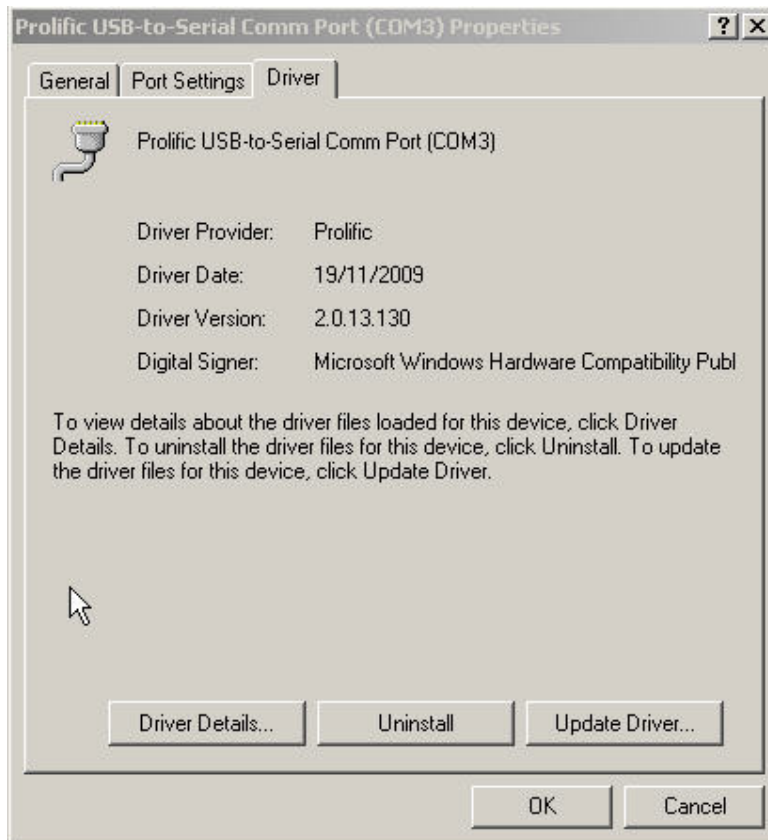 Prolific USB-to-Serial Comm Port (COM3) Properties
General Port Settings Driver
Prolific USB-to-Serial Comm Port (COM3)
Driver Provider: Prolific
Driver Date: 19/11/2009
Driver Version: 2.0.13.130
Digital Signer: Microsoft Windows Hardware Compatibility Publ
To view details about the driver files loaded for this device, click Driver
Details. To uninstall the driver files for this device, click Uninstall. To update
the driver files for this device, click Update Driver.
Driver Details... Uninstall Update Driver...
OK Cancel